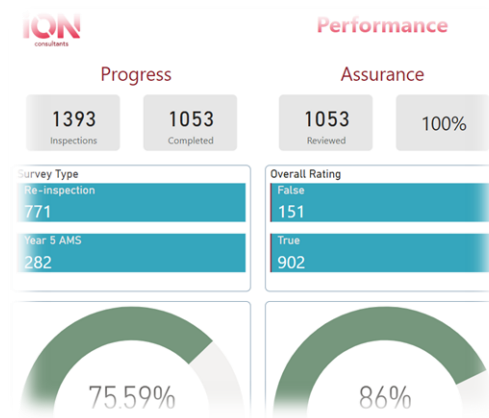 ION
consultants
Performance
Progress
Assurance
1393
Inspections
1053
Completed
1053
Reviewed
100%
Survey Type
Re-inspection
771
Year 5 AMS
282
Overall Rating
False
151
True
902
75.59%
86%